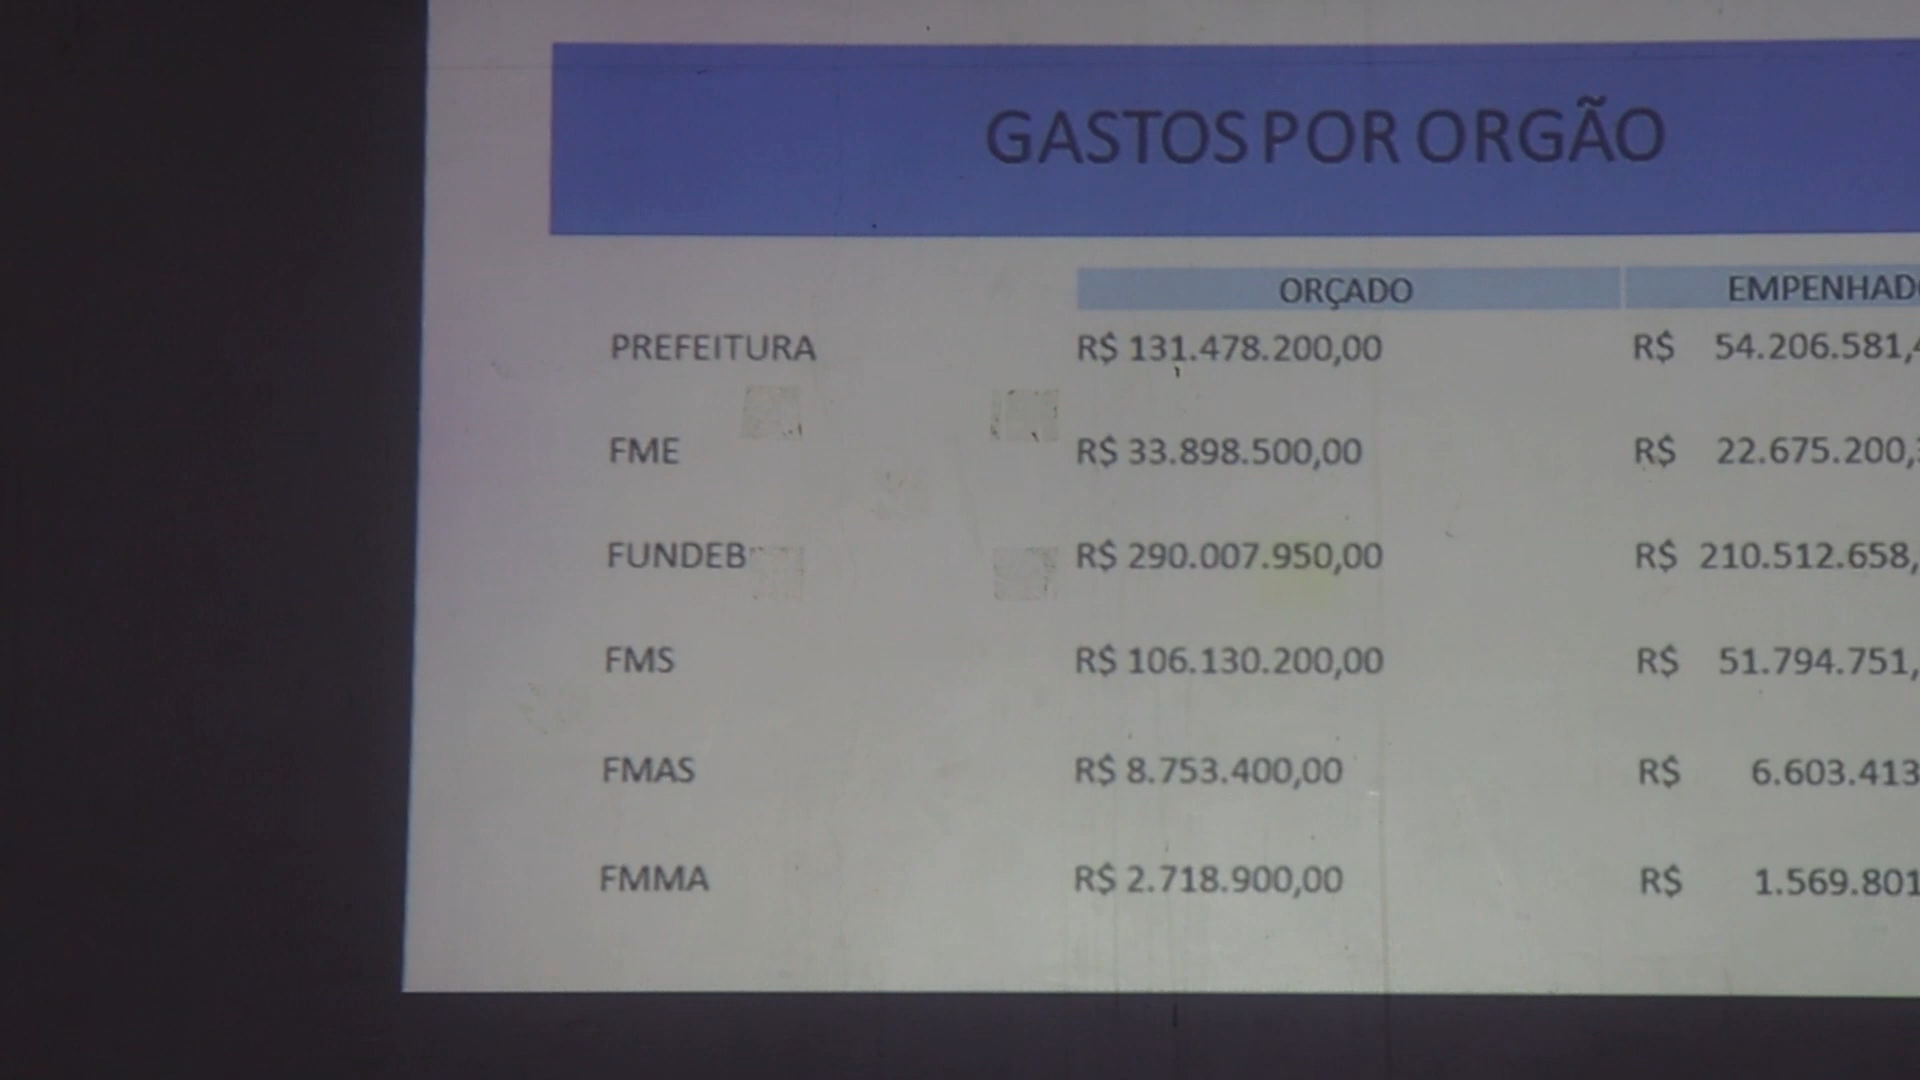 GASTOS POR ORGÃO
ORÇADO EMPENHADO
PREFEITURA R$ 131.478.200,00 R$ 54.206.581,4
FME R$ 33.898.500,00 R$ 22.675.200,
FUNDEB R$ 290.007.950,00 R$ 210.512.658,
FMS R$ 106.130.200,00 R$ 51.794.751,
FMAS R$ 8.753.400,00 R$ 6.603.413
FMMA R$ 2.718.900,00 R$ 1.569.801